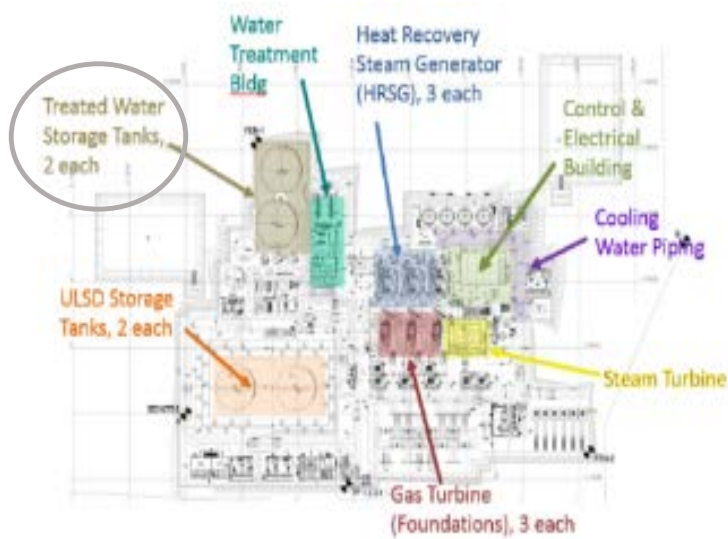 Water
Treatment
Bldg
Heat Recovery
Steam Generator
(HRSG), 3 each
Treated Water
Storage Tanks,
2 each
Control &
Electrical
Building
Cooling
Water Piping
ULSD Storage
Tanks, 2 each
Steam Turbine
Gas Turbine
(Foundations), 3 each